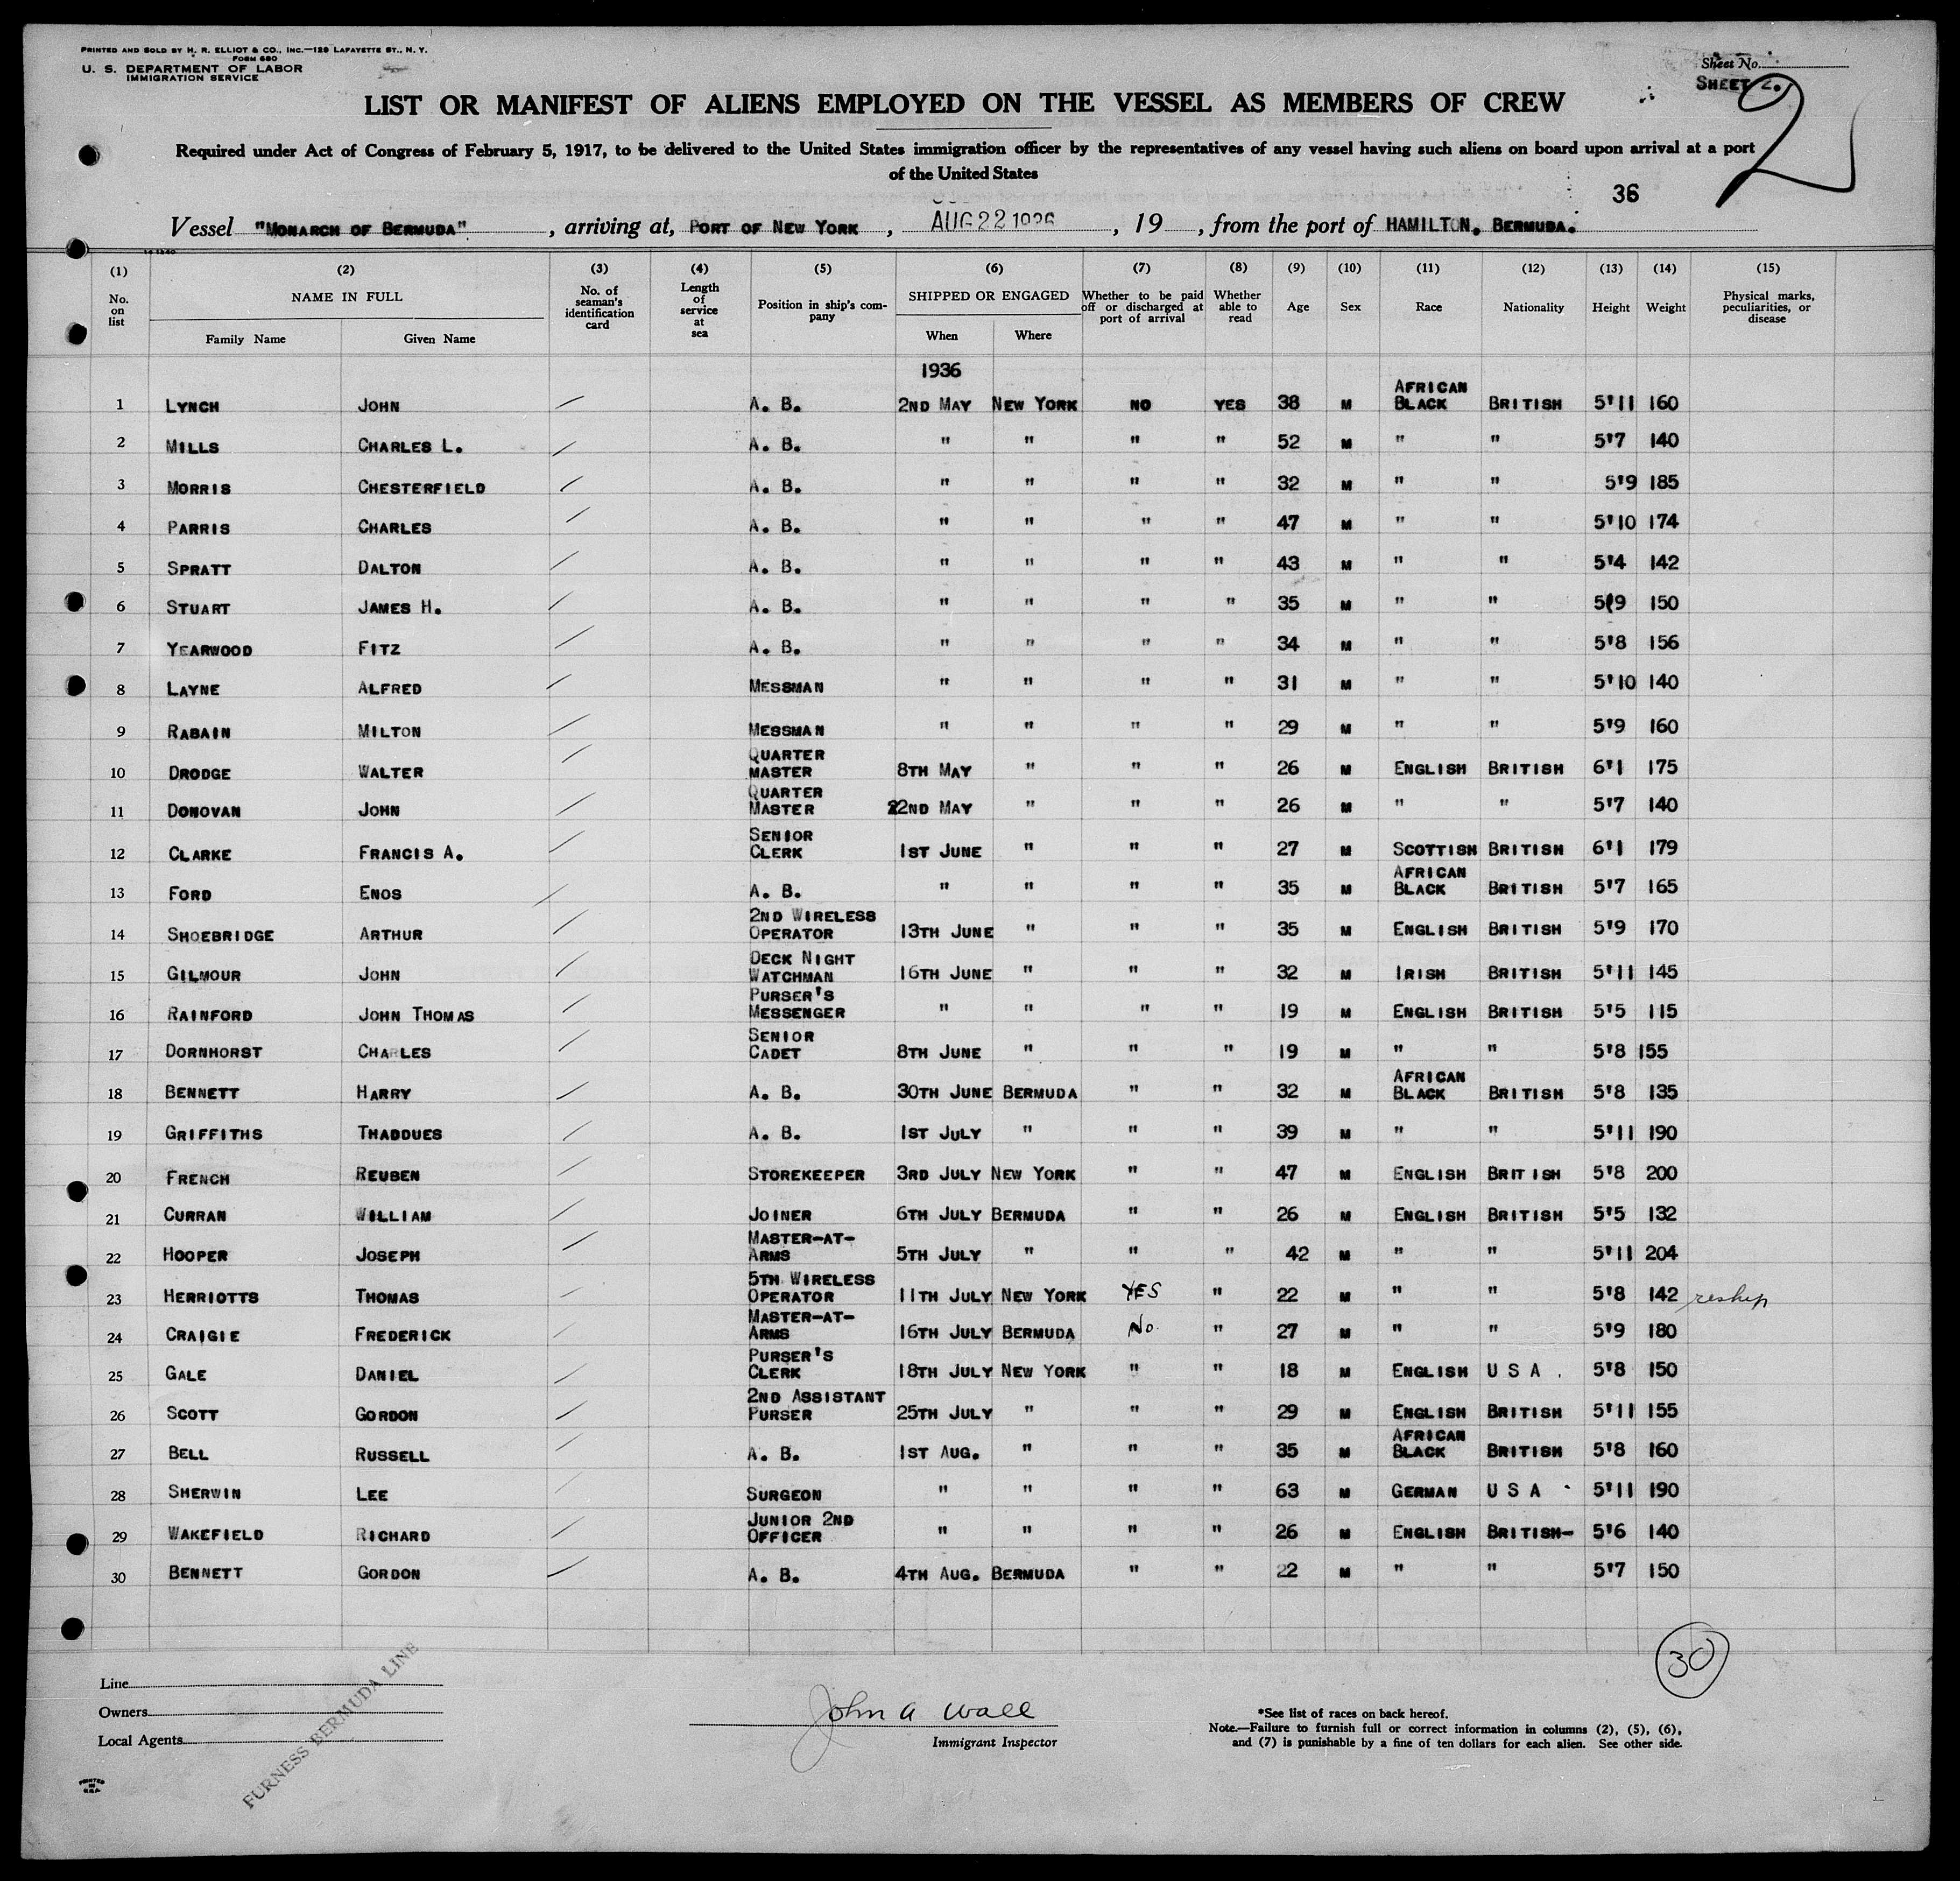 PRINTED AND SOLD BY H. R. ELLIOT & CO., INC.—129 LAFAYETTE ST., N. Y.
FORM 680
U. S. DEPARTMENT OF LABOR
IMMIGRATION SERVICE
Sheet No.
SHEET 2.
2
LIST OR MANIFEST OF ALIENS EMPLOYED ON THE VESSEL AS MEMBERS OF CREW
Required under Act of Congress of February 5, 1917, to be delivered to the United States immigration officer by the representatives of any vessel having such aliens on board upon arrival at a port
of the United States
36
Vessel "MONARCH OF BERMUDA", arriving at, PORT OF NEW YORK, AUG 22 1936, 19, from the port of HAMILTON, BERMUDA.
(1) (2) (3) (4) (5) (6) (7) (8) (9) (10) (11) (12) (13) (14) (15)
No. on list NAME IN FULL Family Name Given Name No. of seaman's identification card Length of service at sea Position in ship's company SHIPPED OR ENGAGED When Where Whether to be paid off or discharged at port of arrival Whether able to read Age Sex Race Nationality Height Weight Physical marks, peculiarities, or disease
1936
1 LYNCH JOHN A. B. 2ND MAY NEW YORK NO YES 38 M AFRICAN BLACK BRITISH 5'11 160
2 MILLS CHARLES L. A. B. " " " " 52 M " " 5'7 140
3 MORRIS CHESTERFIELD A. B. " " " " 32 M " " 5'9 185
4 PARRIS CHARLES A. B. " " " " 47 M " " 5'10 174
5 SPRATT DALTON A. B. " " " " 43 M " " 5'4 142
6 STUART JAMES H. A. B. " " " " 35 M " " 5'9 150
7 YEARWOOD FITZ A. B. " " " " 34 M " " 5'8 156
8 LAYNE ALFRED MESSMAN " " " " 31 M " " 5'10 140
9 RABAIN MILTON MESSMAN " " " " 29 M " " 5'9 160
10 DRODGE WALTER QUARTER MASTER 8TH MAY " " " 26 M ENGLISH BRITISH 6'1 175
11 DONOVAN JOHN QUARTER MASTER 22ND MAY " " " 26 M " " 5'7 140
12 CLARKE FRANCIS A. SENIOR CLERK 1ST JUNE " " " 27 M SCOTTISH BRITISH 6'1 179
13 FORD ENOS A. B. " " " " 35 M AFRICAN BLACK BRITISH 5'7 165
14 SHOEBRIDGE ARTHUR 2ND WIRELESS OPERATOR 13TH JUNE " " " 35 M ENGLISH BRITISH 5'9 170
15 GILMOUR JOHN DECK NIGHT WATCHMAN 16TH JUNE " " " 32 M IRISH BRITISH 5'11 145
16 RAINFORD JOHN THOMAS PURSER'S MESSENGER " " " " 19 M ENGLISH BRITISH 5'5 115
17 DORNHORST CHARLES SENIOR CADET 8TH JUNE " " " 19 M " " 5'8 155
18 BENNETT HARRY A. B. 30TH JUNE BERMUDA " " 32 M AFRICAN BLACK BRITISH 5'8 135
19 GRIFFITHS THADDUES A. B. 1ST JULY " " " 39 M " " 5'11 190
20 FRENCH REUBEN STOREKEEPER 3RD JULY NEW YORK " " 47 M ENGLISH BRITISH 5'8 200
21 CURRAN WILLIAM JOINER 6TH JULY BERMUDA " " 26 M ENGLISH BRITISH 5'5 132
22 HOOPER JOSEPH MASTER-AT-ARMS 5TH JULY " " " 42 M " " 5'11 204
23 HERRIOTTS THOMAS 5TH WIRELESS OPERATOR 11TH JULY NEW YORK YES " 22 M " " 5'8 142 reship
24 CRAIGIE FREDERICK MASTER-AT-ARMS 16TH JULY BERMUDA No. " 27 M " " 5'9 180
25 GALE DANIEL PURSER'S CLERK 18TH JULY NEW YORK " " 18 M ENGLISH U S A . 5'8 150
26 SCOTT GORDON 2ND ASSISTANT PURSER 25TH JULY " " " 29 M ENGLISH BRITISH 5'11 155
27 BELL RUSSELL A. B. 1ST AUG. " " " 35 M AFRICAN BLACK BRITISH 5'8 160
28 SHERWIN LEE SURGEON " " " " 63 M GERMAN U S A . 5'11 190
29 WAKEFIELD RICHARD JUNIOR 2ND OFFICER " " " " 26 M ENGLISH BRITISH- 5'6 140
30 BENNETT GORDON A. B. 4TH AUG. BERMUDA " " 22 M " " 5'7 150
30
Line
Owners
Local Agents
FURNESS BERMUDA LINE
John A Wall
Immigrant Inspector
*See list of races on back hereof.
Note.—Failure to furnish full or correct information in columns (2), (5), (6),
and (7) is punishable by a fine of ten dollars for each alien. See other side.
PRINTED IN U.S.A.